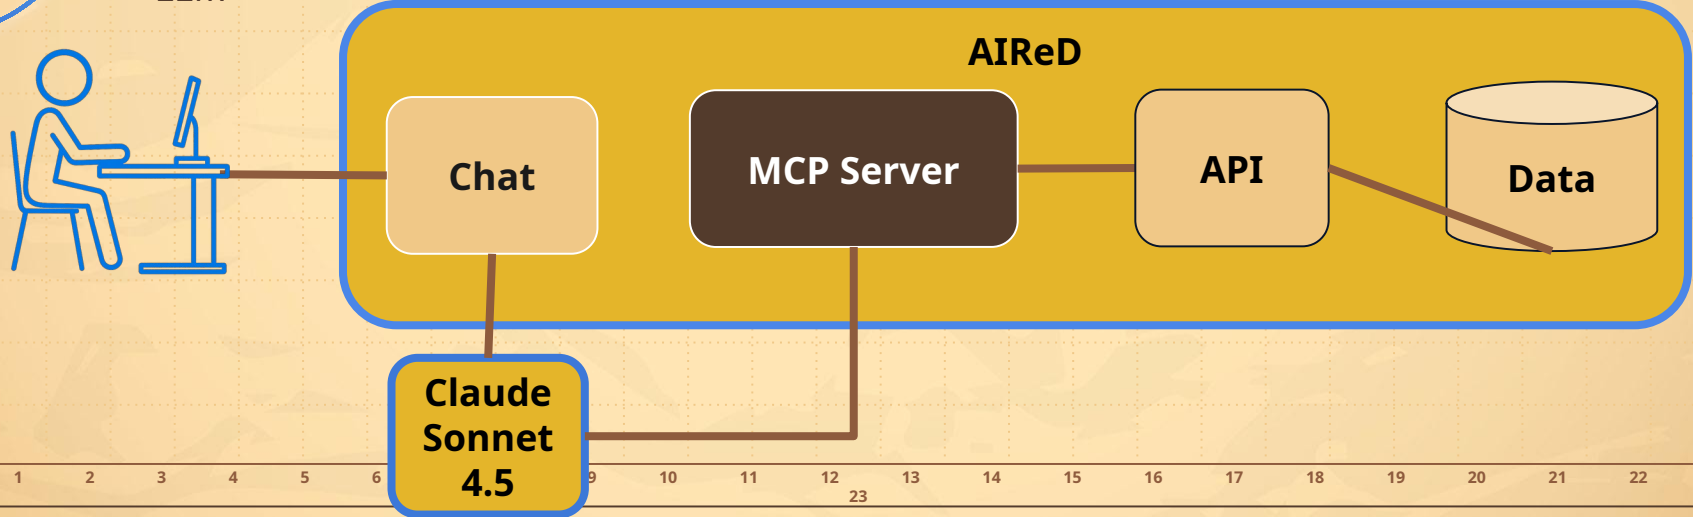 AIReD
Chat
MCP Server
API
Data
Claude
Sonnet
4.5
1 2 3 4 5 6 9 10 11 12 13 14 15 16 17 18 19 20 21 22
23